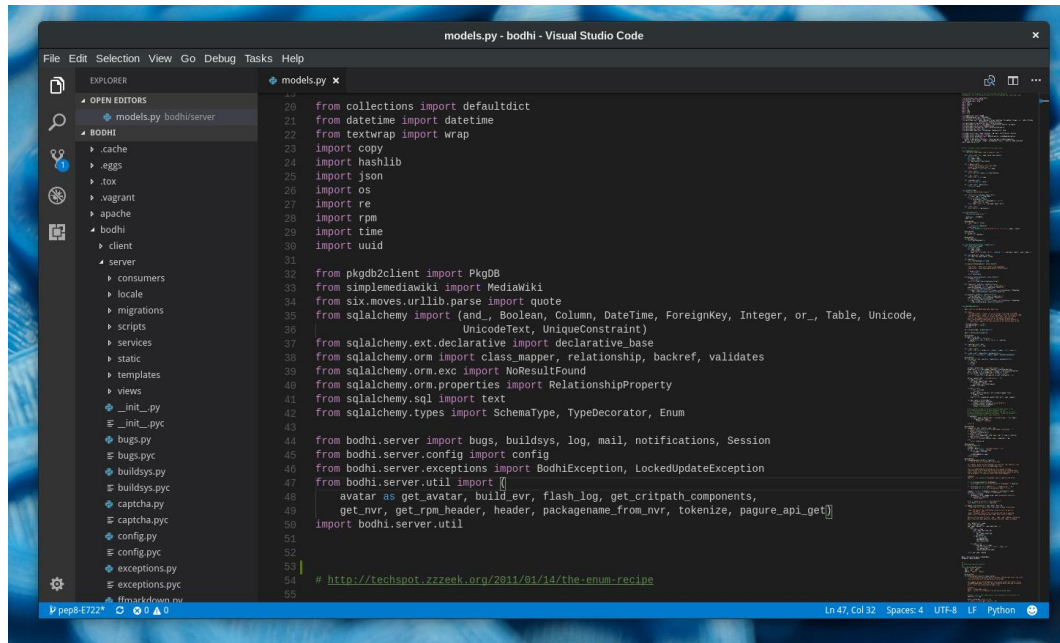 models.py - bodhi - Visual Studio Code
File Edit Selection View Go Debug Tasks Help
EXPLORER
OPEN EDITORS
models.py bodhi/server
BODHI
.cache
.eggs
.tox
.vagrant
apache
bodhi
client
server
consumers
locale
migrations
scripts
services
static
templates
views
__init__.py
__init__.pyc
bugs.py
bugs.pyc
buildsys.py
buildsys.pyc
captcha.py
captcha.pyc
config.py
config.pyc
exceptions.py
exceptions.pyc
ffmarkdown.py
1
models.py
19
20 from collections import defaultdict
21 from datetime import datetime
22 from textwrap import wrap
23 import copy
24 import hashlib
25 import json
26 import os
27 import re
28 import rpm
29 import time
30 import uuid
31
32 from pkgdb2client import PkgDB
33 from simplemediawiki import MediaWiki
34 from six.moves.urllib.parse import quote
35 from sqlalchemy import (and_, Boolean, Column, DateTime, ForeignKey, Integer, or_, Table, Unicode,
36 UnicodeText, UniqueConstraint)
37 from sqlalchemy.ext.declarative import declarative_base
38 from sqlalchemy.orm import class_mapper, relationship, backref, validates
39 from sqlalchemy.orm.exc import NoResultFound
40 from sqlalchemy.orm.properties import RelationshipProperty
41 from sqlalchemy.sql import text
42 from sqlalchemy.types import SchemaType, TypeDecorator, Enum
43
44 from bodhi.server import bugs, buildsys, log, mail, notifications, Session
45 from bodhi.server.config import config
46 from bodhi.server.exceptions import BodhiException, LockedUpdateException
47 from bodhi.server.util import (
48 avatar as get_avatar, build_evr, flash_log, get_critpath_components,
49 get_nvr, get_rpm_header, header, packagename_from_nvr, tokenize, pagure_api_get)
50 import bodhi.server.util
51
52
53
54 # http://techspot.zzzeek.org/2011/01/14/the-enum-recipe
55
pep8-E722* 0 0 Ln 47, Col 32 Spaces: 4 UTF-8 LF Python